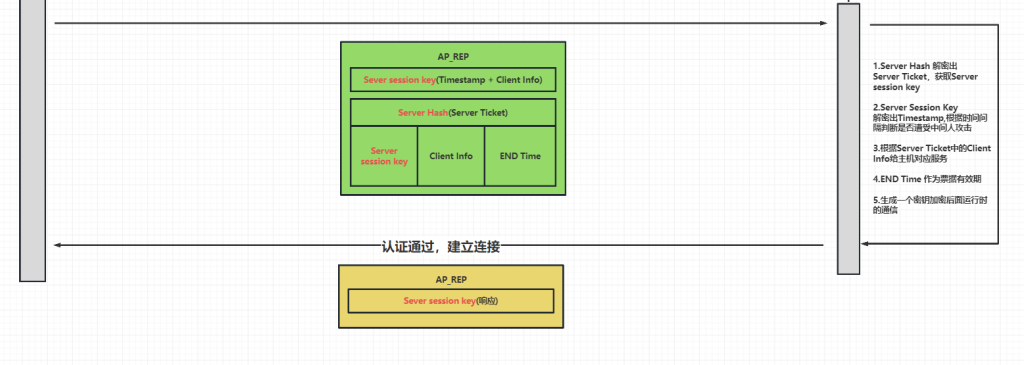 AP_REP
Sever session key(Timestamp + Client Info)
Server Hash(Server Ticket)
Server
session key
Client Info
END Time
1.Server Hash 解密出
Server Ticket，获取Server
session key
2.Server Session Key
解密出Timestamp,根据时间间
隔判断是否遭受中间人攻击
3.根据Server Ticket中的Client
Info给主机对应服务
4.END Time 作为票据有效期
5.生成一个密钥加密后面运行时
的通信
认证通过，建立连接
AP_REP
Sever session key(响应)